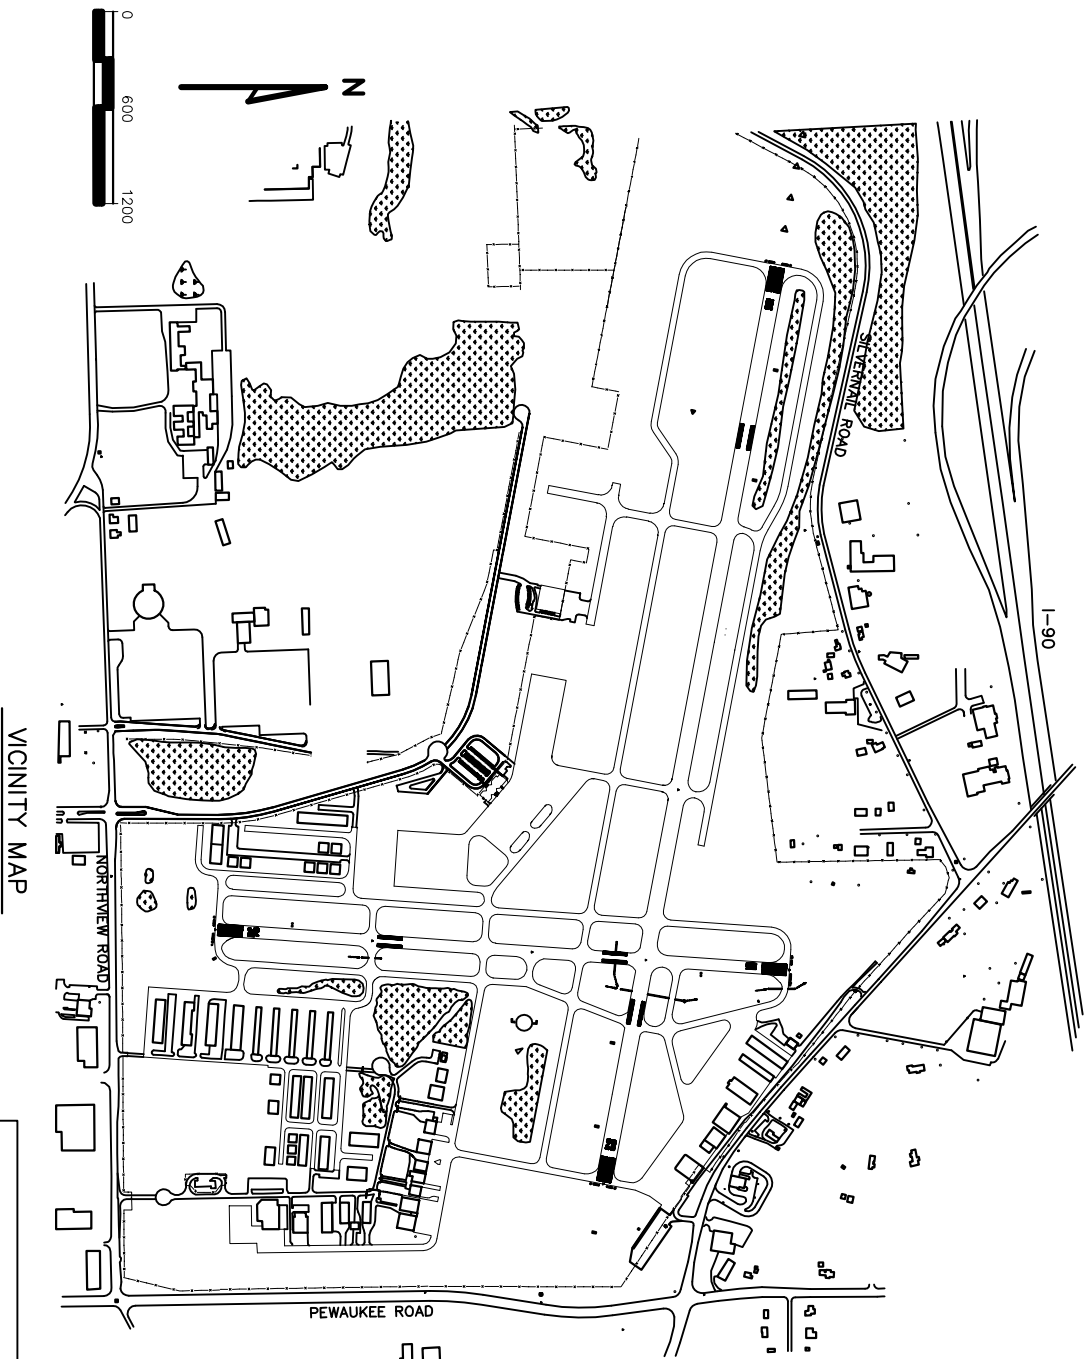 0
600
1200
N
SILVERNAIL ROAD
I-90
VICINITY MAP
NORTHVIEW ROAD
PEWAUKEE ROAD